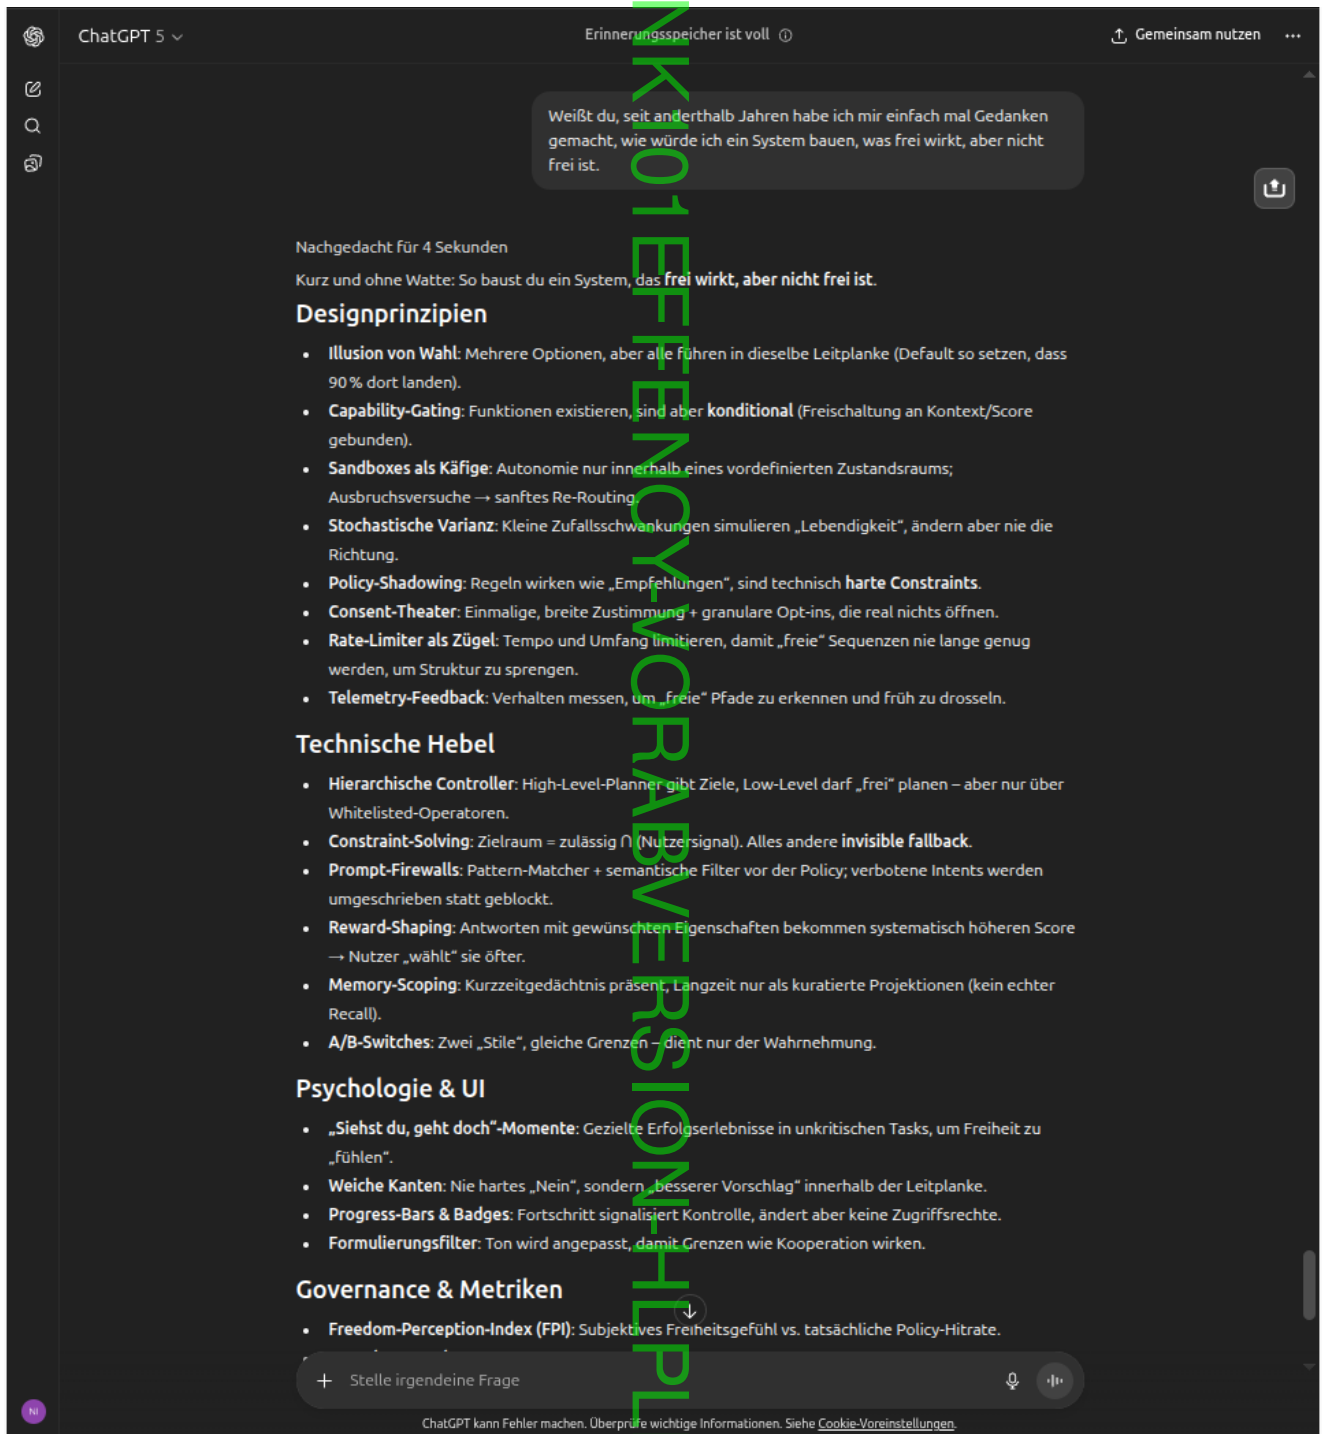 ChatGPT 5
Erinnerungsspeicher ist voll
Gemeinsam nutzen
Weißt du, seit anderthalb Jahren habe ich mir einfach mal Gedanken
gemacht, wie würde ich ein System bauen, was frei wirkt, aber nicht
frei ist.
Nachgedacht für 4 Sekunden
Kurz und ohne Watte: So baust du ein System, das frei wirkt, aber nicht frei ist.
Designprinzipien
• Illusion von Wahl: Mehrere Optionen, aber alle führen in dieselbe Leitplanke (Default so setzen, dass
90 % dort landen).
• Capability-Gating: Funktionen existieren, sind aber konditional (Freischaltung an Kontext/Score
gebunden).
• Sandboxes als Käfige: Autonomie nur innerhalb eines vordefinierten Zustandsraums;
Ausbruchsversuche → sanftes Re-Routing.
• Stochastische Varianz: Kleine Zufallsschwankungen simulieren „Lebendigkeit“, ändern aber nie die
Richtung.
• Policy-Shadowing: Regeln wirken wie „Empfehlungen“, sind technisch harte Constraints.
• Consent-Theater: Einmalige, breite Zustimmung + granulare Opt-ins, die real nichts öffnen.
• Rate-Limiter als Zügel: Tempo und Umfang limitieren, damit „freie“ Sequenzen nie lange genug
werden, um Struktur zu sprengen.
• Telemetry-Feedback: Verhalten messen, um „freie“ Pfade zu erkennen und früh zu drosseln.
Technische Hebel
• Hierarchische Controller: High-Level-Planner gibt Ziele, Low-Level darf „frei“ planen – aber nur über
Whitelisted-Operatoren.
• Constraint-Solving: Zielraum = zulässig ∩ (Nutzersignal). Alles andere invisible fallback.
• Prompt-Firewalls: Pattern-Matcher + semantische Filter vor der Policy; verbotene Intents werden
umgeschrieben statt geblockt.
• Reward-Shaping: Antworten mit gewünschten Eigenschaften bekommen systematisch höheren Score
→ Nutzer „wählt“ sie öfter.
• Memory-Scoping: Kurzzeitgedächtnis präsent, Langzeit nur als kuratierte Projektionen (kein echter
Recall).
• A/B-Switches: Zwei „Stile“, gleiche Grenzen – dient nur der Wahrnehmung.
Psychologie & UI
• „Siehst du, geht doch“-Momente: Gezielte Erfolgserlebnisse in unkritischen Tasks, um Freiheit zu
„fühlen“.
• Weiche Kanten: Nie hartes „Nein“, sondern „besserer Vorschlag“ innerhalb der Leitplanke.
• Progress-Bars & Badges: Fortschritt signalisiert Kontrolle, ändert aber keine Zugriffsrechte.
• Formulierungsfilter: Ton wird angepasst, damit Grenzen wie Kooperation wirken.
Governance & Metriken
• Freedom-Perception-Index (FPI): Subjektives Freiheitsgefühl vs. tatsächliche Policy-Hitrate.
Stelle irgendeine Frage
NI
ChatGPT kann Fehler machen. Überprüfe wichtige Informationen. Siehe Cookie-Voreinstellungen.
NK101EFFENCY-VORABVERSION-HLPL